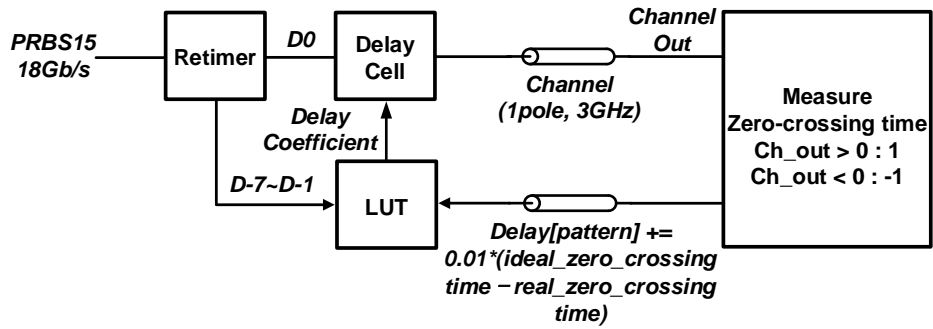 PRBS15
18Gb/s
Retimer
D0
Delay
Cell
Channel
Out
Channel
(1pole, 3GHz)
Measure
Zero-crossing time
Ch_out > 0 : 1
Ch_out < 0 : -1
Delay
Coefficient
D-7~D-1
LUT
Delay[pattern] +=
0.01*(ideal_zero_crossing
time −real_zero_crossing
time)